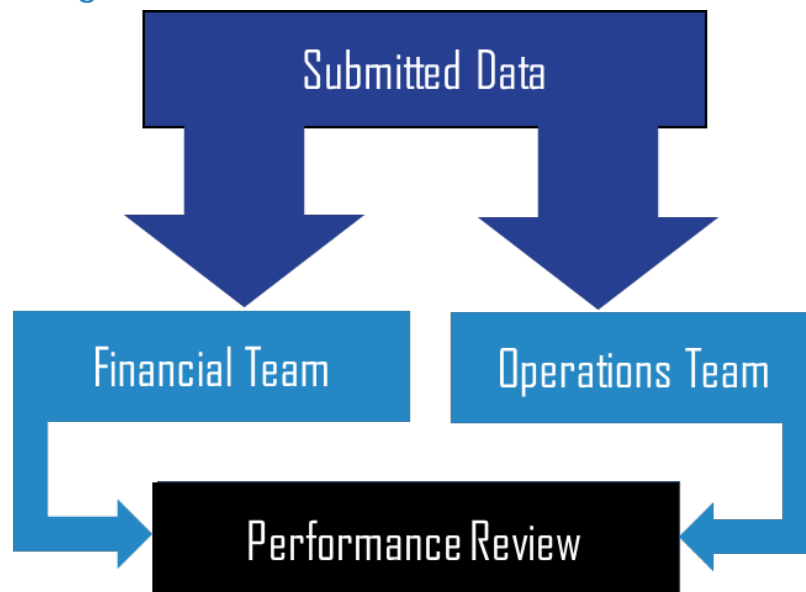 Submitted Data
Financial Team
Operations Team
Performance Review